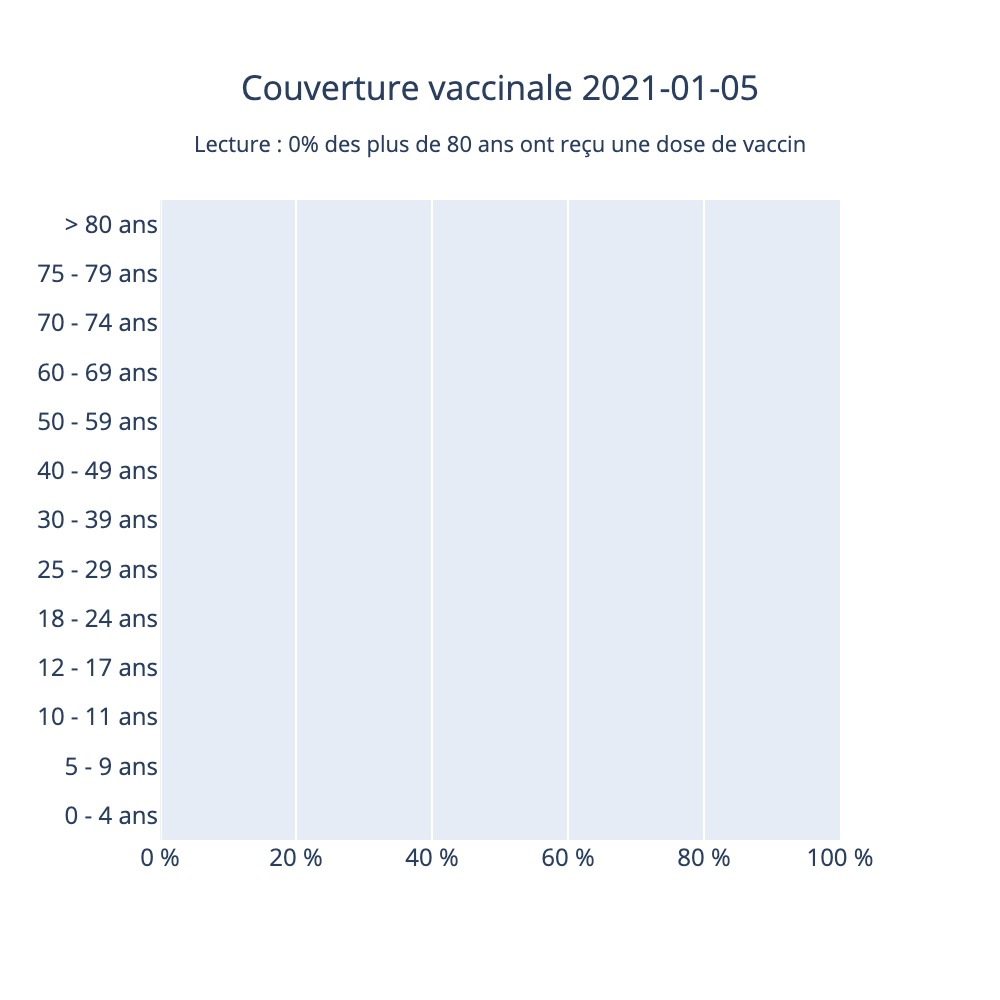 Couverture vaccinale 2021-01-05
Lecture : 0% des plus de 80 ans ont reçu une dose de vaccin
> 80 ans
75 - 79 ans
70 - 74 ans
60 - 69 ans
50 - 59 ans
40 - 49 ans
30 - 39 ans
25 - 29 ans
18 - 24 ans
12 - 17 ans
10 - 11 ans
5 - 9 ans
0 - 4 ans
0 % 20 % 40 % 60 % 80 % 100 %